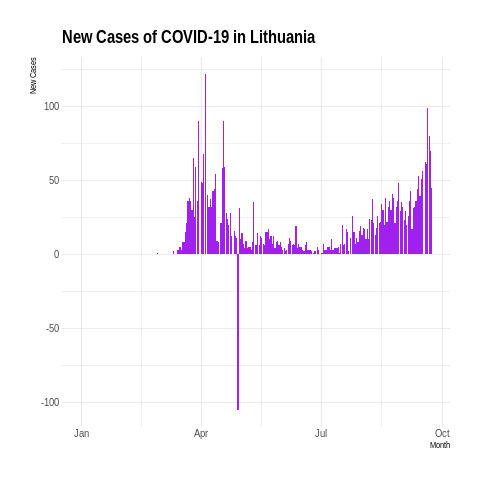 New Cases of COVID-19 in Lithuania
New Cases
100
50
0
-50
-100
Jan
Apr
Jul
Oct
Month